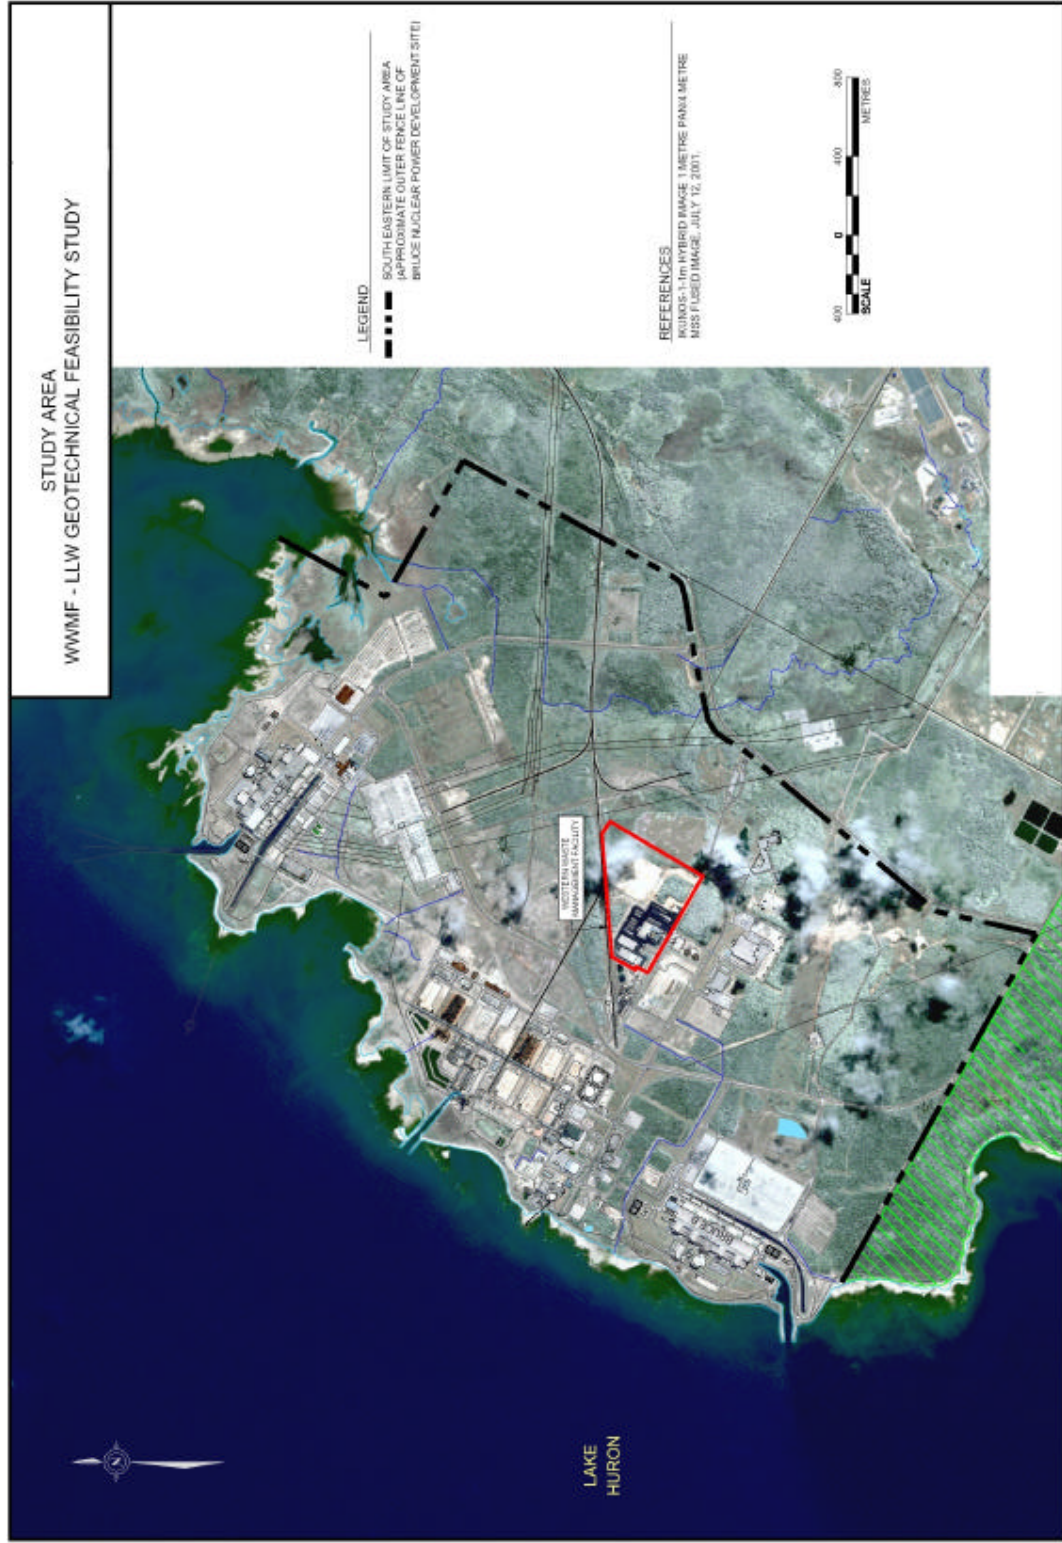 STUDY AREA
WWMF - LLW GEOTECHNICAL FEASIBILITY STUDY
LEGEND
SOUTH EASTERN LIMIT OF STUDY AREA
(APPROXIMATE OUTER FENCE LINE OF
BRUCE NUCLEAR POWER DEVELOPMENT SITE)
REFERENCES
IKONOS-1-1m HYBRID IMAGE 1 METRE PAN/4 METRE
MSS FUSED IMAGE, JULY 12, 2001.
400 0 400 800
SCALE METRES
WESTERN WASTE
MANAGEMENT FACILITY
BRUCE B
LAKE
HURON
N